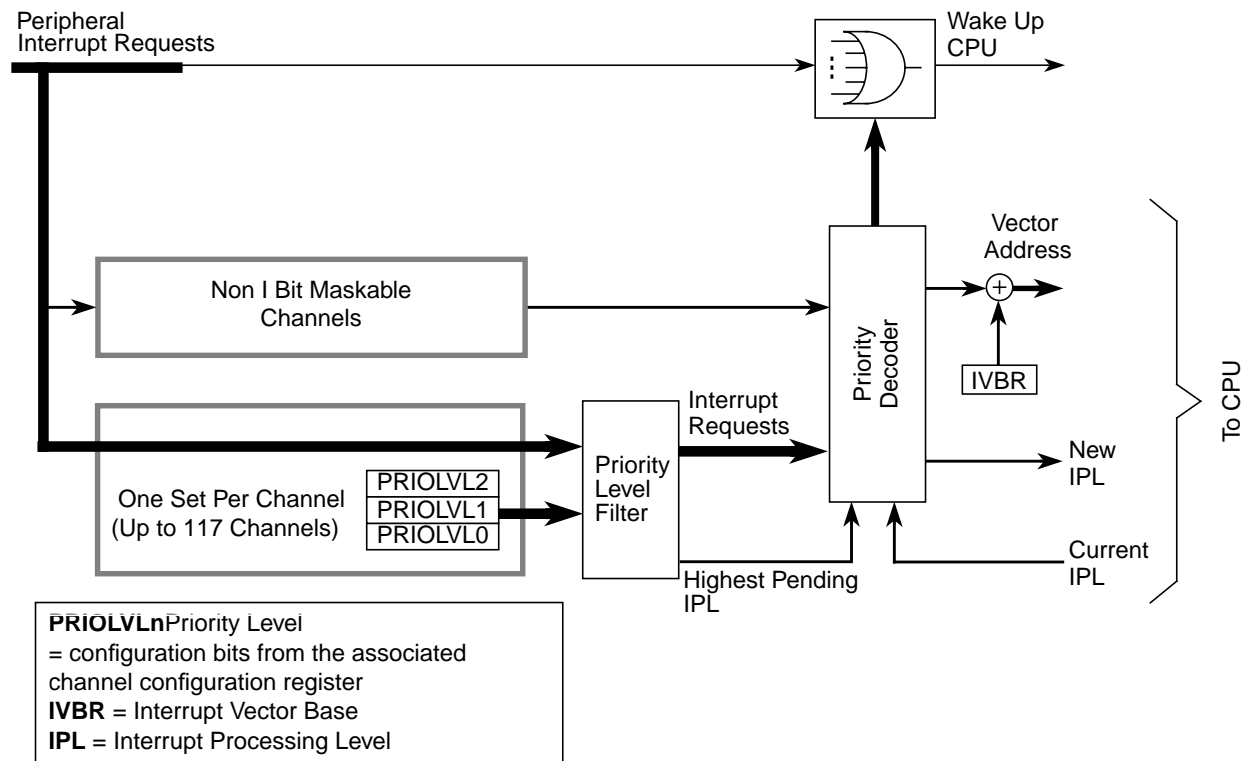 Peripheral
Interrupt Requests
Wake Up
CPU
Non I Bit Maskable
Channels
Priority
Decoder
Vector
Address
+
IVBR
To CPU
Interrupt
Requests
Priority
Level
Filter
One Set Per Channel
(Up to 117 Channels)
PRIOLVL2
PRIOLVL1
PRIOLVL0
New
IPL
Highest Pending
IPL
Current
IPL
PRIOLVLnPriority Level
= configuration bits from the associated
channel configuration register
IVBR = Interrupt Vector Base
IPL = Interrupt Processing Level